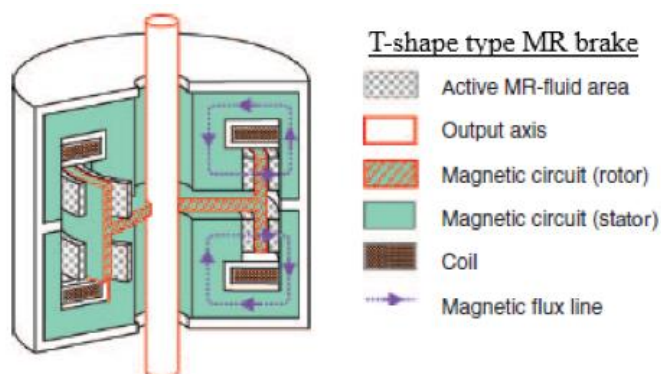 T-shape type MR brake
Active MR-fluid area
Output axis
Magnetic circuit (rotor)
Magnetic circuit (stator)
Coil
Magnetic flux line